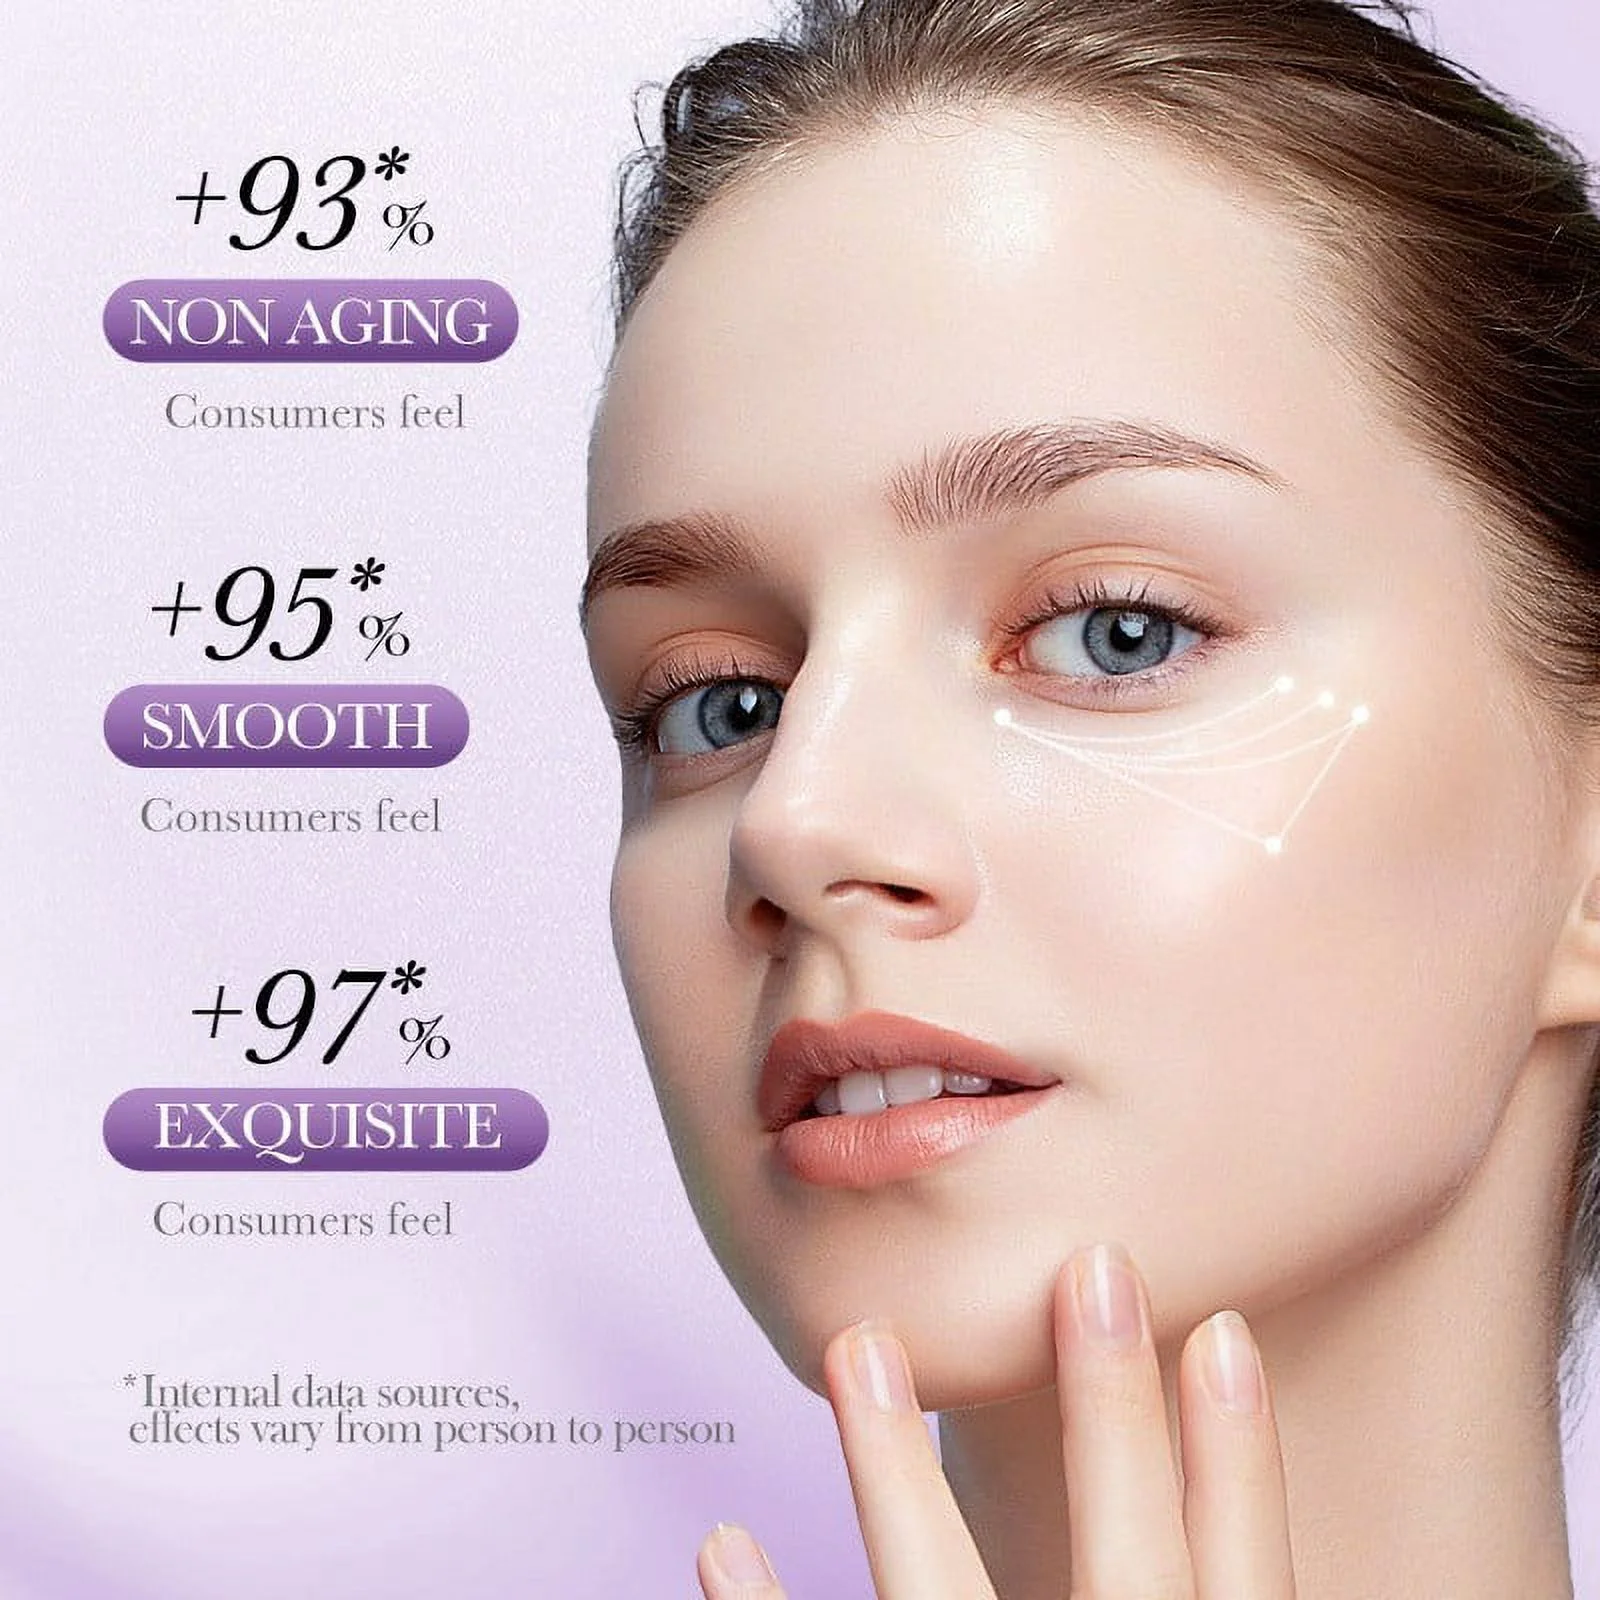 +93*%
NON AGING
Consumers feel
+95*%
SMOOTH
Consumers feel
+97*%
EXQUISITE
Consumers feel
*Internal data sources,
effects vary from person to person